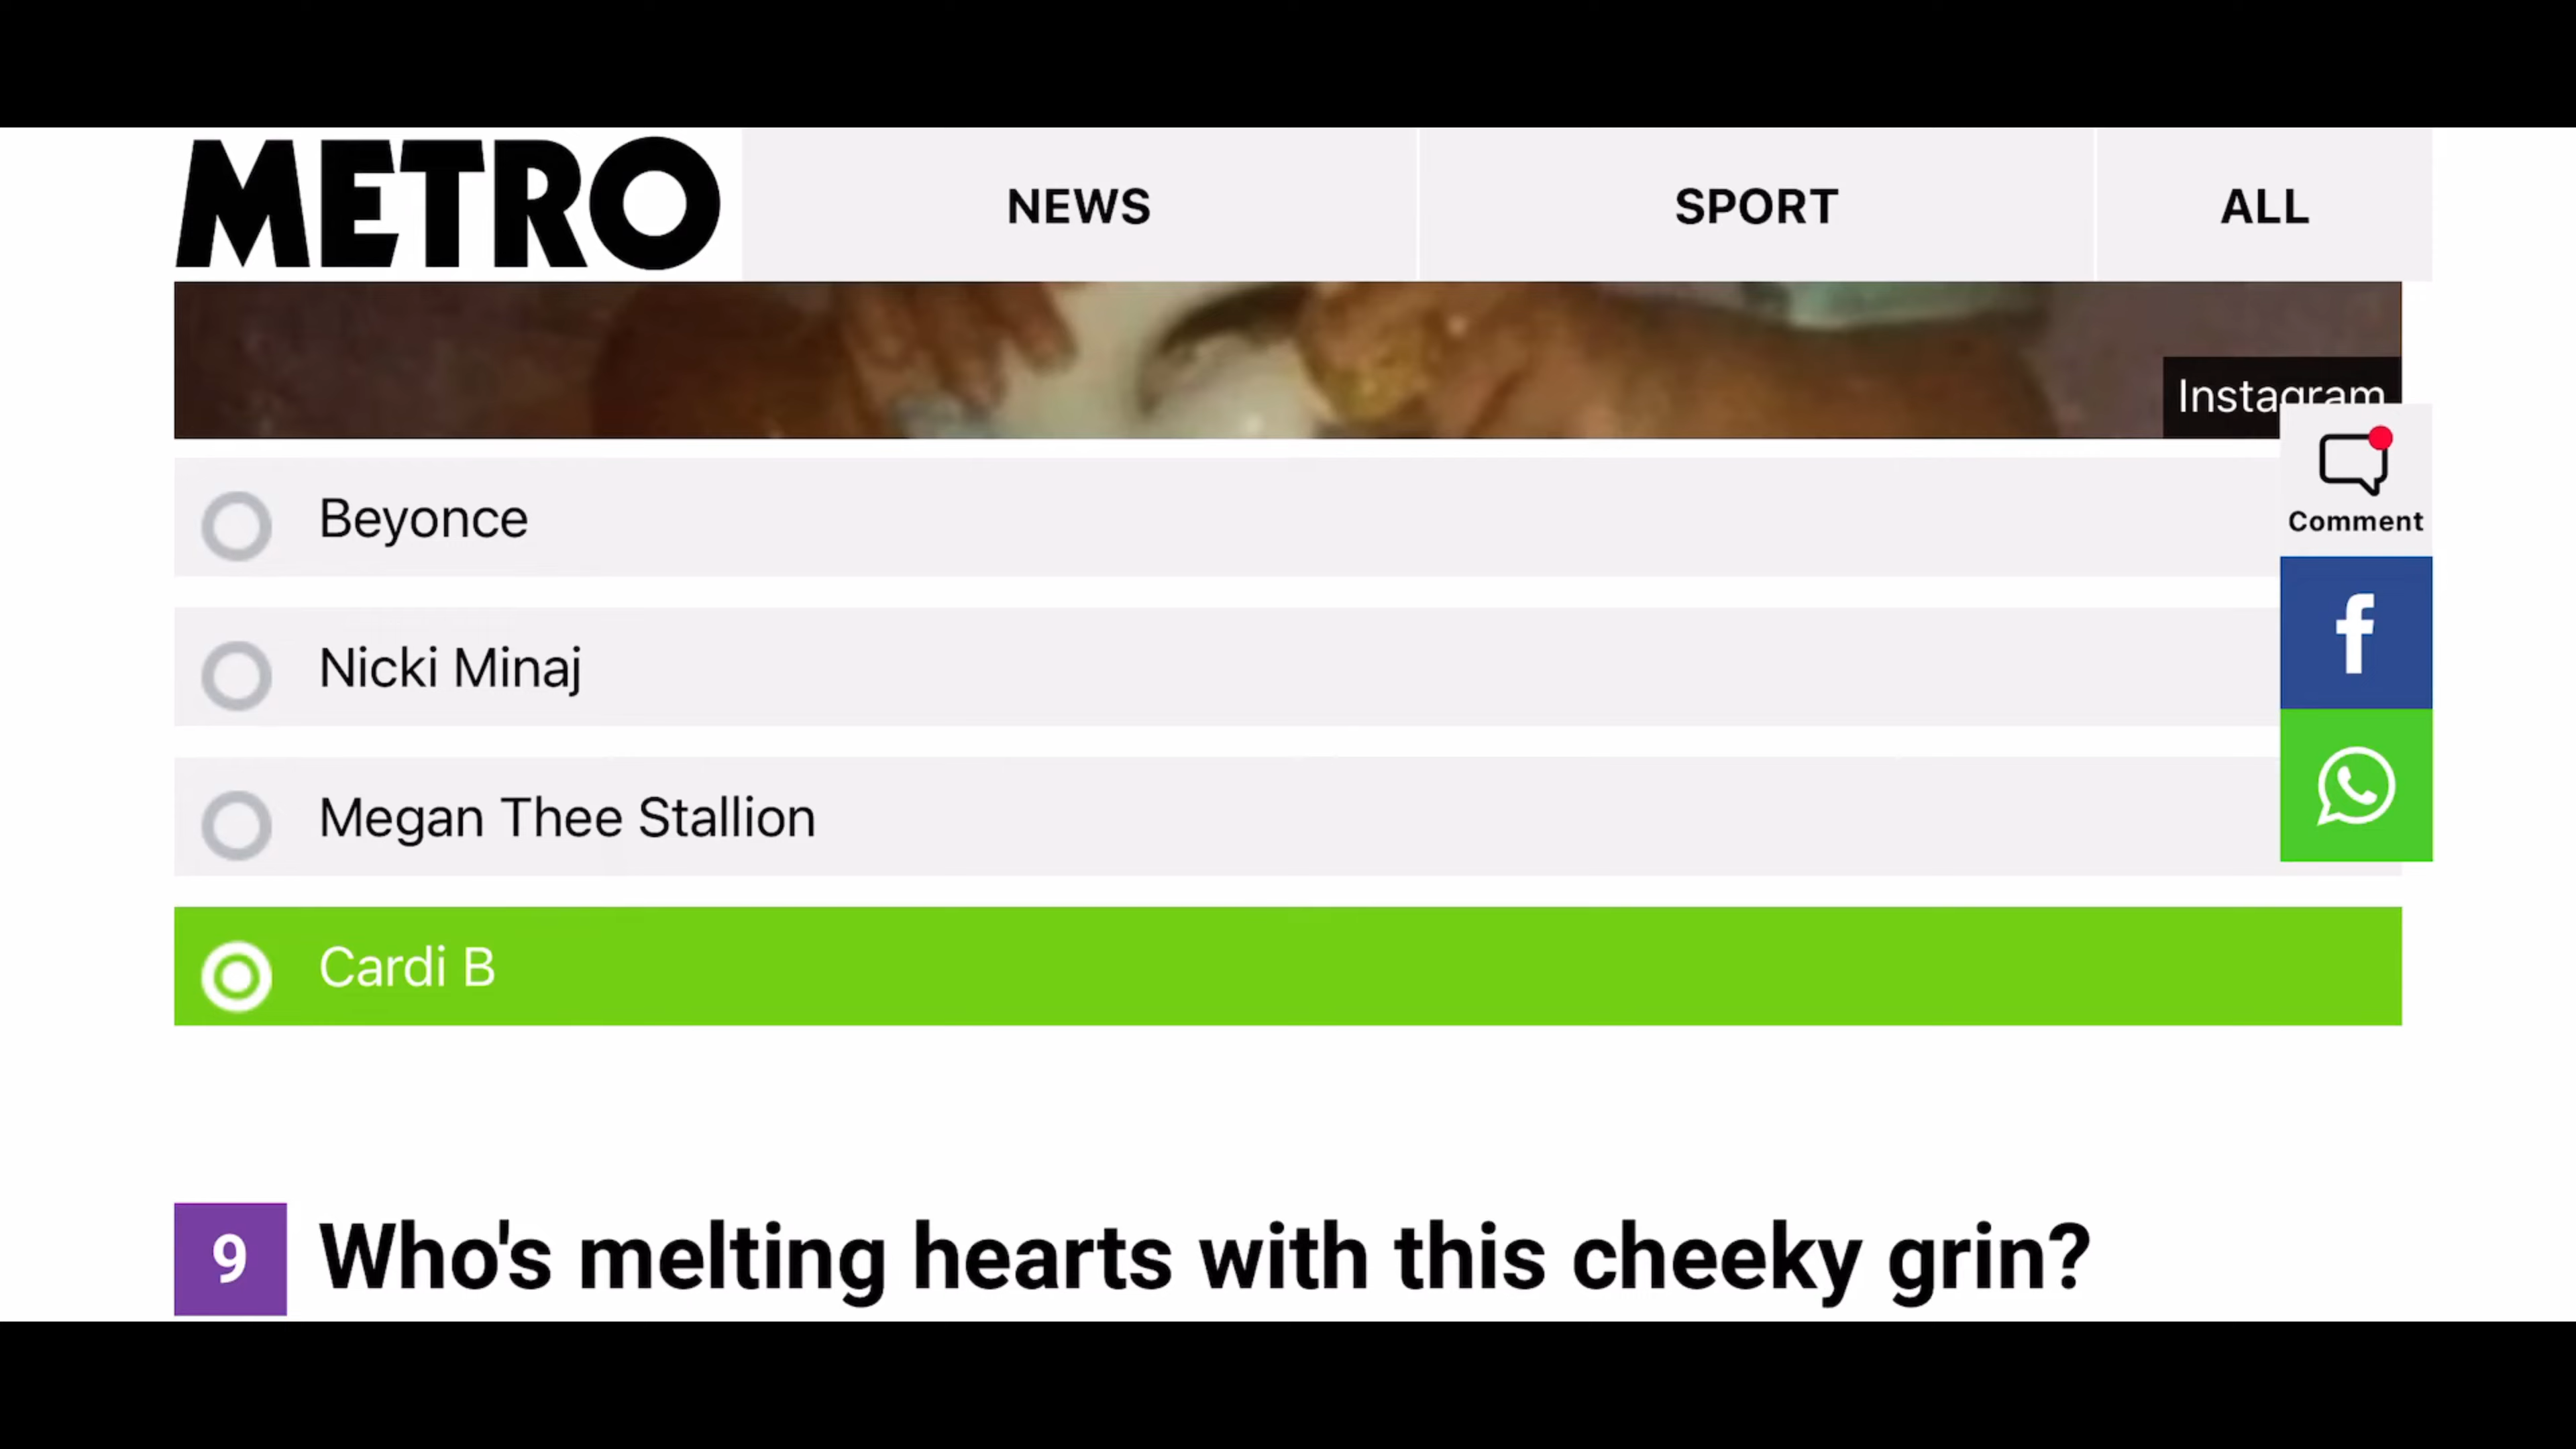 METRO
NEWS
SPORT
ALL
Instagram
Comment
Beyonce
Nicki Minaj
Megan Thee Stallion
Cardi B
9 Who's melting hearts with this cheeky grin?